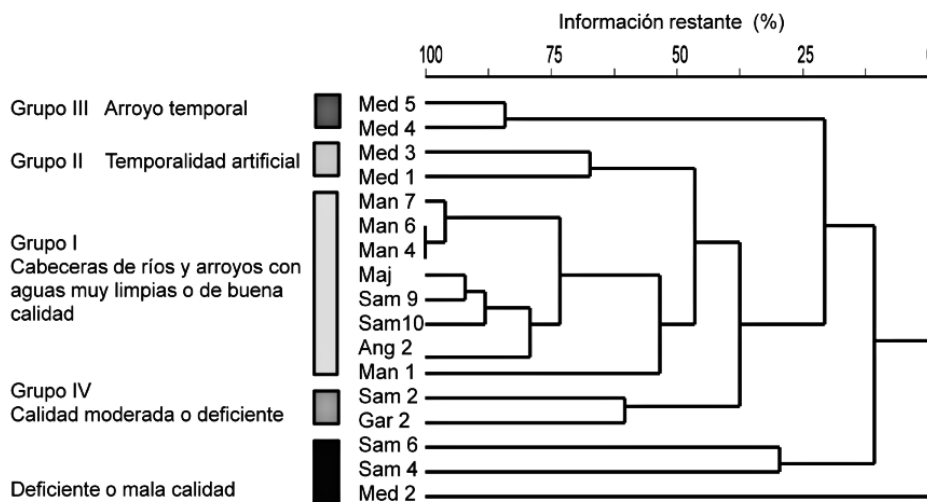 Información restante (%)
100 75 50 25
Grupo III Arroyo temporal
Grupo II Temporalidad artificial
Grupo I
Cabeceras de ríos y arroyos con
aguas muy limpias o de buena
calidad
Grupo IV
Calidad moderada o deficiente
Deficiente o mala calidad
Med 5
Med 4
Med 3
Med 1
Man 7
Man 6
Man 4
Maj
Sam 9
Sam10
Ang 2
Man 1
Sam 2
Gar 2
Sam 6
Sam 4
Med 2